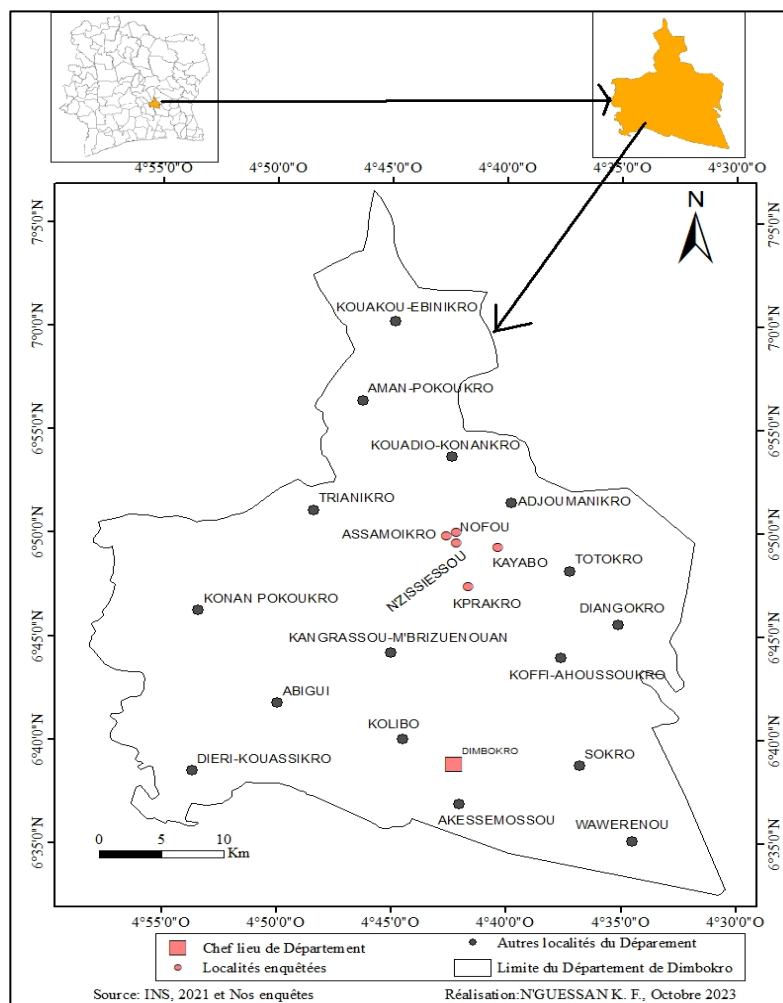 4°55'0"O 4°50'0"O 4°45'0"O 4°40'0"O 4°35'0"O 4°30'0"O
N
7°5'0"N 7°5'0"N
KOUAKOU-EBINIKRO
7°0'0"N 7°0'0"N
AMAN-POKOUKRO
6°55'0"N 6°55'0"N
KOUADIO-KONANKRO
TRIANIKRO
ADJOUMANIKRO
NOFOU
ASSAMOIKRO
6°50'0"N 6°50'0"N
KAYABO
TOTOKRO
N'ZISSIESSOU
KPRAKRO
KONAN POKOUKRO
DIANGOKRO
KANGRASSOU-M'BRIZUENOUAN
6°45'0"N 6°45'0"N
KOFFI-AHOUSSOUKRO
ABIGUI
KOLIBO
6°40'0"N 6°40'0"N
DIMBOKRO
DIERI-KOUASSIKRO
SOKRO
AKESSEMOSSOU
WAWERENOU
6°35'0"N 6°35'0"N
0 5 10
Km
4°55'0"O 4°50'0"O 4°45'0"O 4°40'0"O 4°35'0"O 4°30'0"O
Chef lieu de Département
Autres localités du Déparement
Localités enquêtées
Limite du Département de Dimbokro
Source: INS, 2021 et Nos enquêtes
Réalisation:N'GUESSAN K. F., Octobre 2023